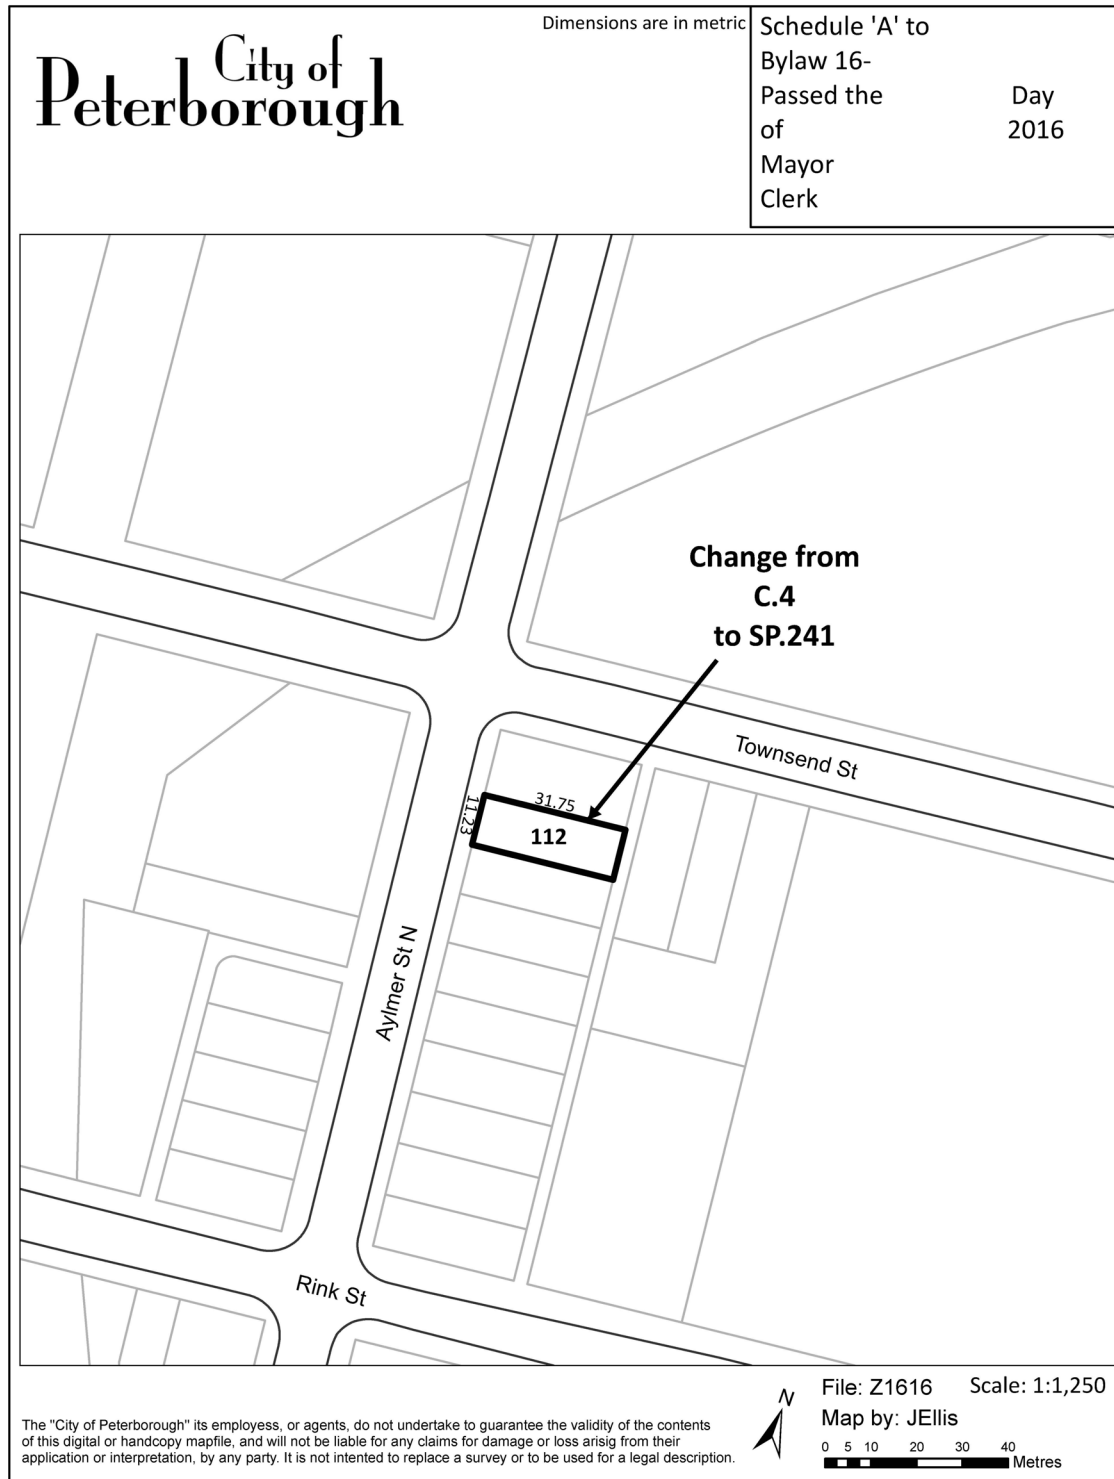 City of
Peterborough
Dimensions are in metric
Schedule 'A' to
Bylaw 16-
Passed the Day
of 2016
Mayor
Clerk
Change from
C.4
to SP.241
Townsend St
31.75
11.23
112
Aylmer St N
Rink St
The "City of Peterborough" its employess, or agents, do not undertake to guarantee the validity of the contents
of this digital or handcopy mapfile, and will not be liable for any claims for damage or loss arisig from their
application or interpretation, by any party. It is not intended to replace a survey or to be used for a legal description.
N
File: Z1616 Scale: 1:1,250
Map by: JEllis
0 5 10 20 30 40
Metres